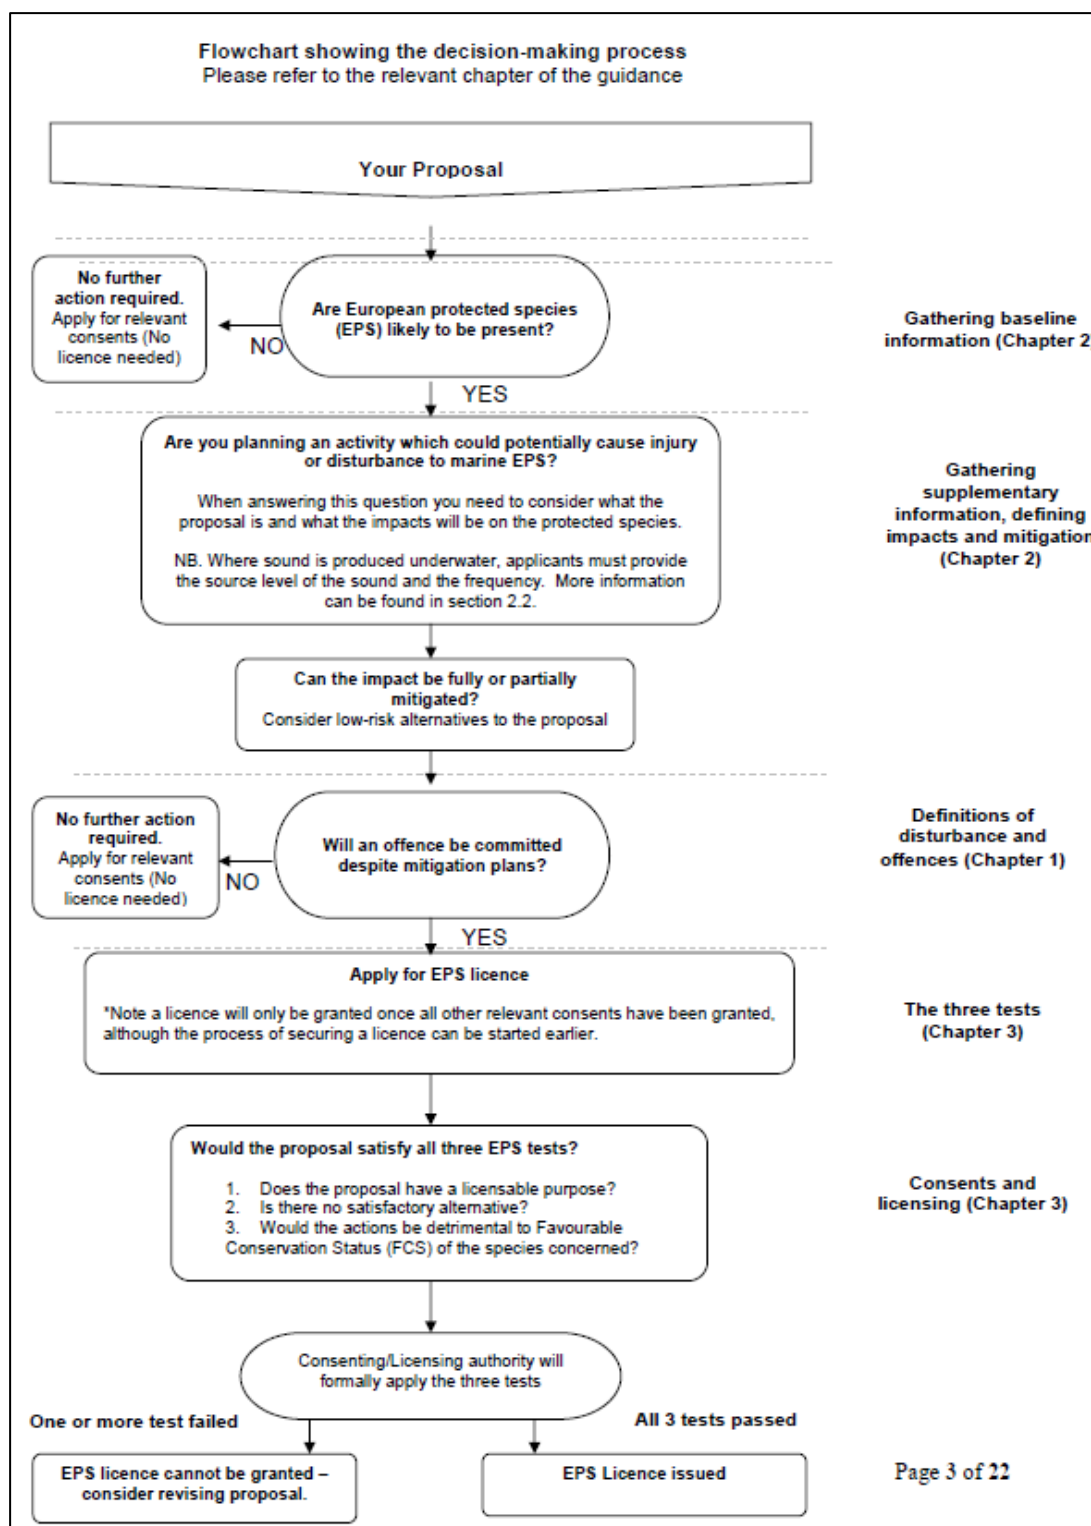 Flowchart showing the decision-making process
Please refer to the relevant chapter of the guidance
Your Proposal
No further
action required.
Apply for relevant
consents (No
licence needed)
NO
Are European protected species
(EPS) likely to be present?
Gathering baseline
information (Chapter 2
YES
Are you planning an activity which could potentially cause injury
or disturbance to marine EPS?
When answering this question you need to consider what the
proposal is and what the impacts will be on the protected species.
NB. Where sound is produced underwater, applicants must provide
the source level of the sound and the frequency. More information
can be found in section 2.2.
Gathering
supplementary
information, defining
impacts and mitigation
(Chapter 2)
Can the impact be fully or partially
mitigated?
Consider low-risk alternatives to the proposal
No further action
required.
Apply for relevant
consents (No
licence needed)
NO
Will an offence be committed
despite mitigation plans?
Definitions of
disturbance and
offences (Chapter 1)
YES
Apply for EPS licence
*Note a licence will only be granted once all other relevant consents have been granted,
although the process of securing a licence can be started earlier.
The three tests
(Chapter 3)
Would the proposal satisfy all three EPS tests?
1. Does the proposal have a licensable purpose?
2. Is there no satisfactory alternative?
3. Would the actions be detrimental to Favourable
Conservation Status (FCS) of the species concerned?
Consents and
licensing (Chapter 3)
Consenting/Licensing authority will
formally apply the three tests
One or more test failed
All 3 tests passed
EPS licence cannot be granted –
consider revising proposal.
EPS Licence issued
Page 3 of 22